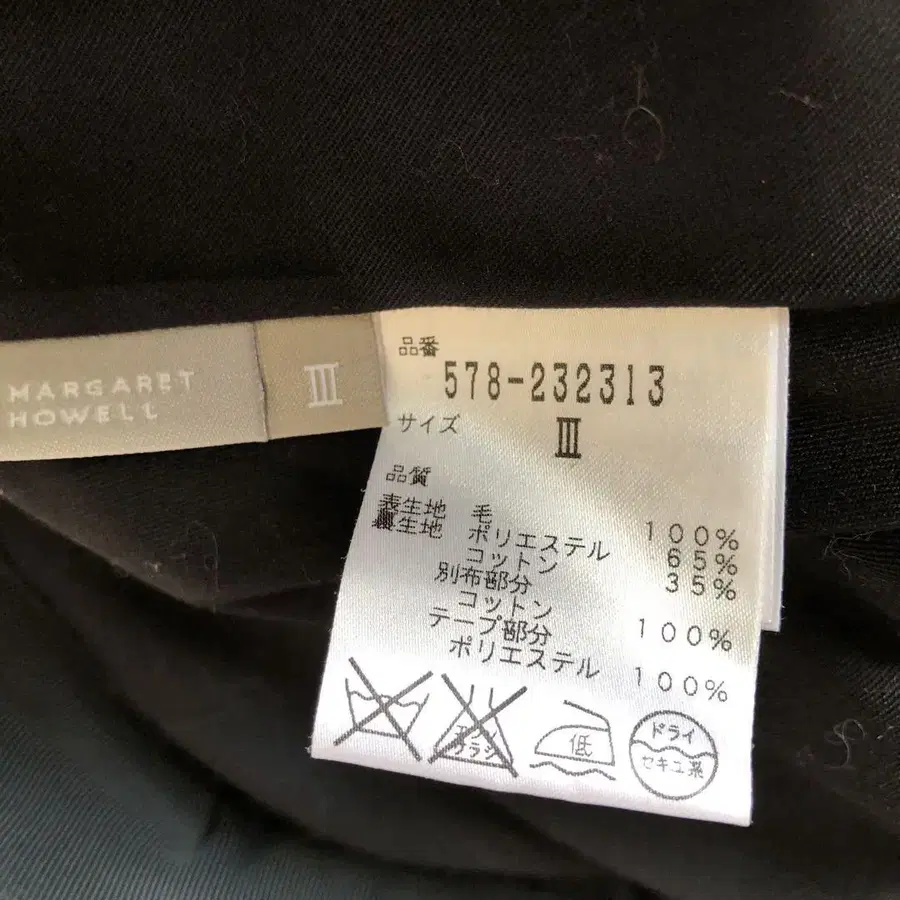 MARGARET
HOWELL
III
品番
578-232313
サイズ
III
品質
表生地 毛 100%
裏生地 ポリエステル 65%
コットン 35%
別布部分
コットン 100%
テープ部分
ポリエステル 100%
低
ドライ
セキユ系